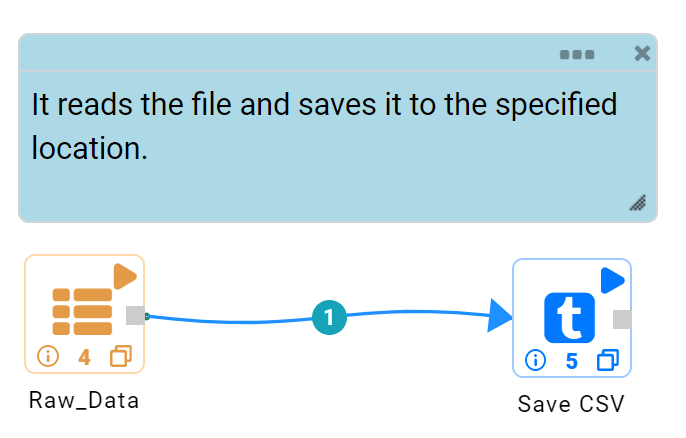 It reads the file and saves it to the specified
location.
1
t
4
5
Raw_Data
Save CSV